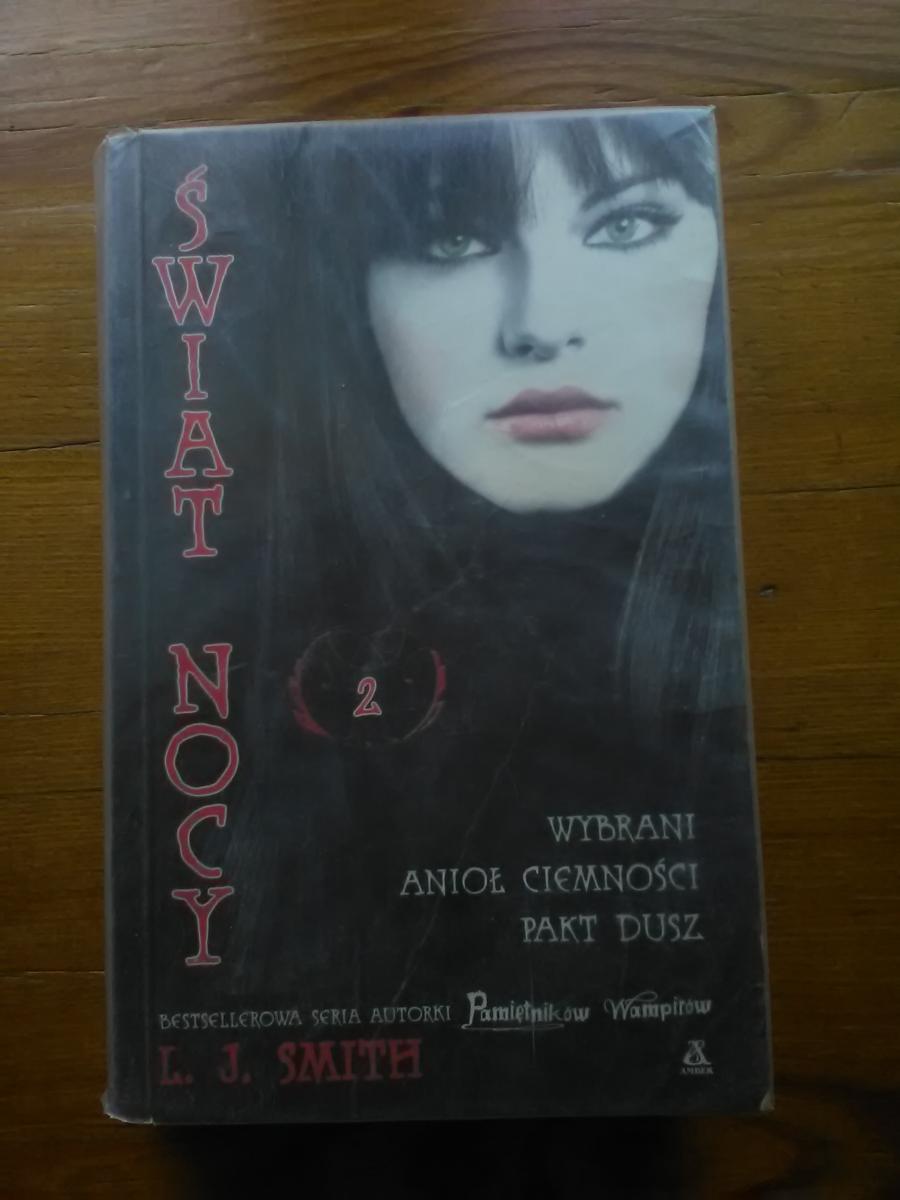 ŚWIAT NOCY
2
WYBRANI
ANIOŁ CIEMNOŚCI
PAKT DUSZ
BESTSELLEROWA SERIA AUTORKI Pamiętników Wampirów
L. J. SMITH
AMBER